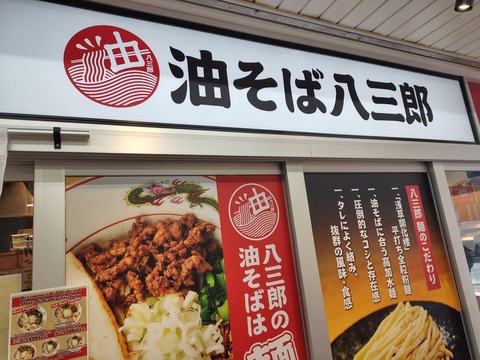 油
八三郎
油そば八三郎
油
八三郎の
油そばは
麺
八三郎 麺のこだわり
一、「浅草開化楼」
平打ち全粒粉麺
一、油そばに合う高加水麺
一、圧倒的なコシと存在感
一、タレによく絡み、
抜群の風味・食感